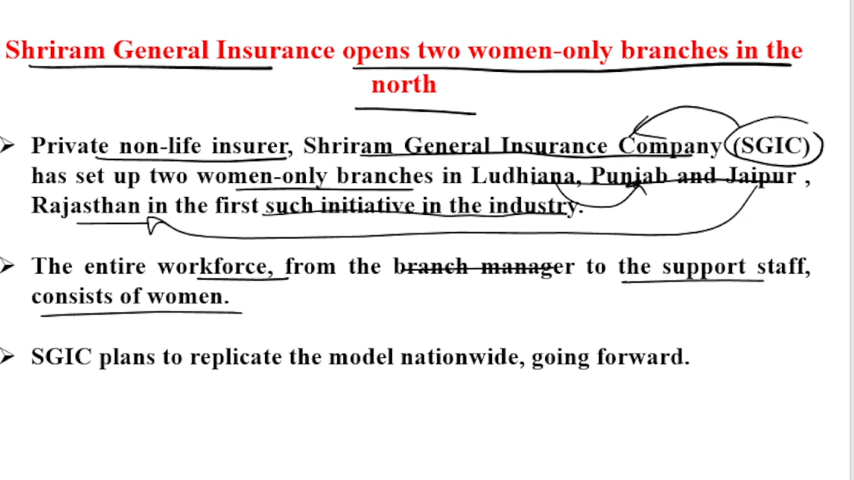 Shriram General Insurance opens two women-only branches in the
north
➤ Private non-life insurer, Shriram General Insurance Company (SGIC)
has set up two women-only branches in Ludhiana, Punjab and Jaipur ,
Rajasthan in the first such initiative in the industry.
➤ The entire workforce, from the branch manager to the support staff,
consists of women.
➤ SGIC plans to replicate the model nationwide, going forward.